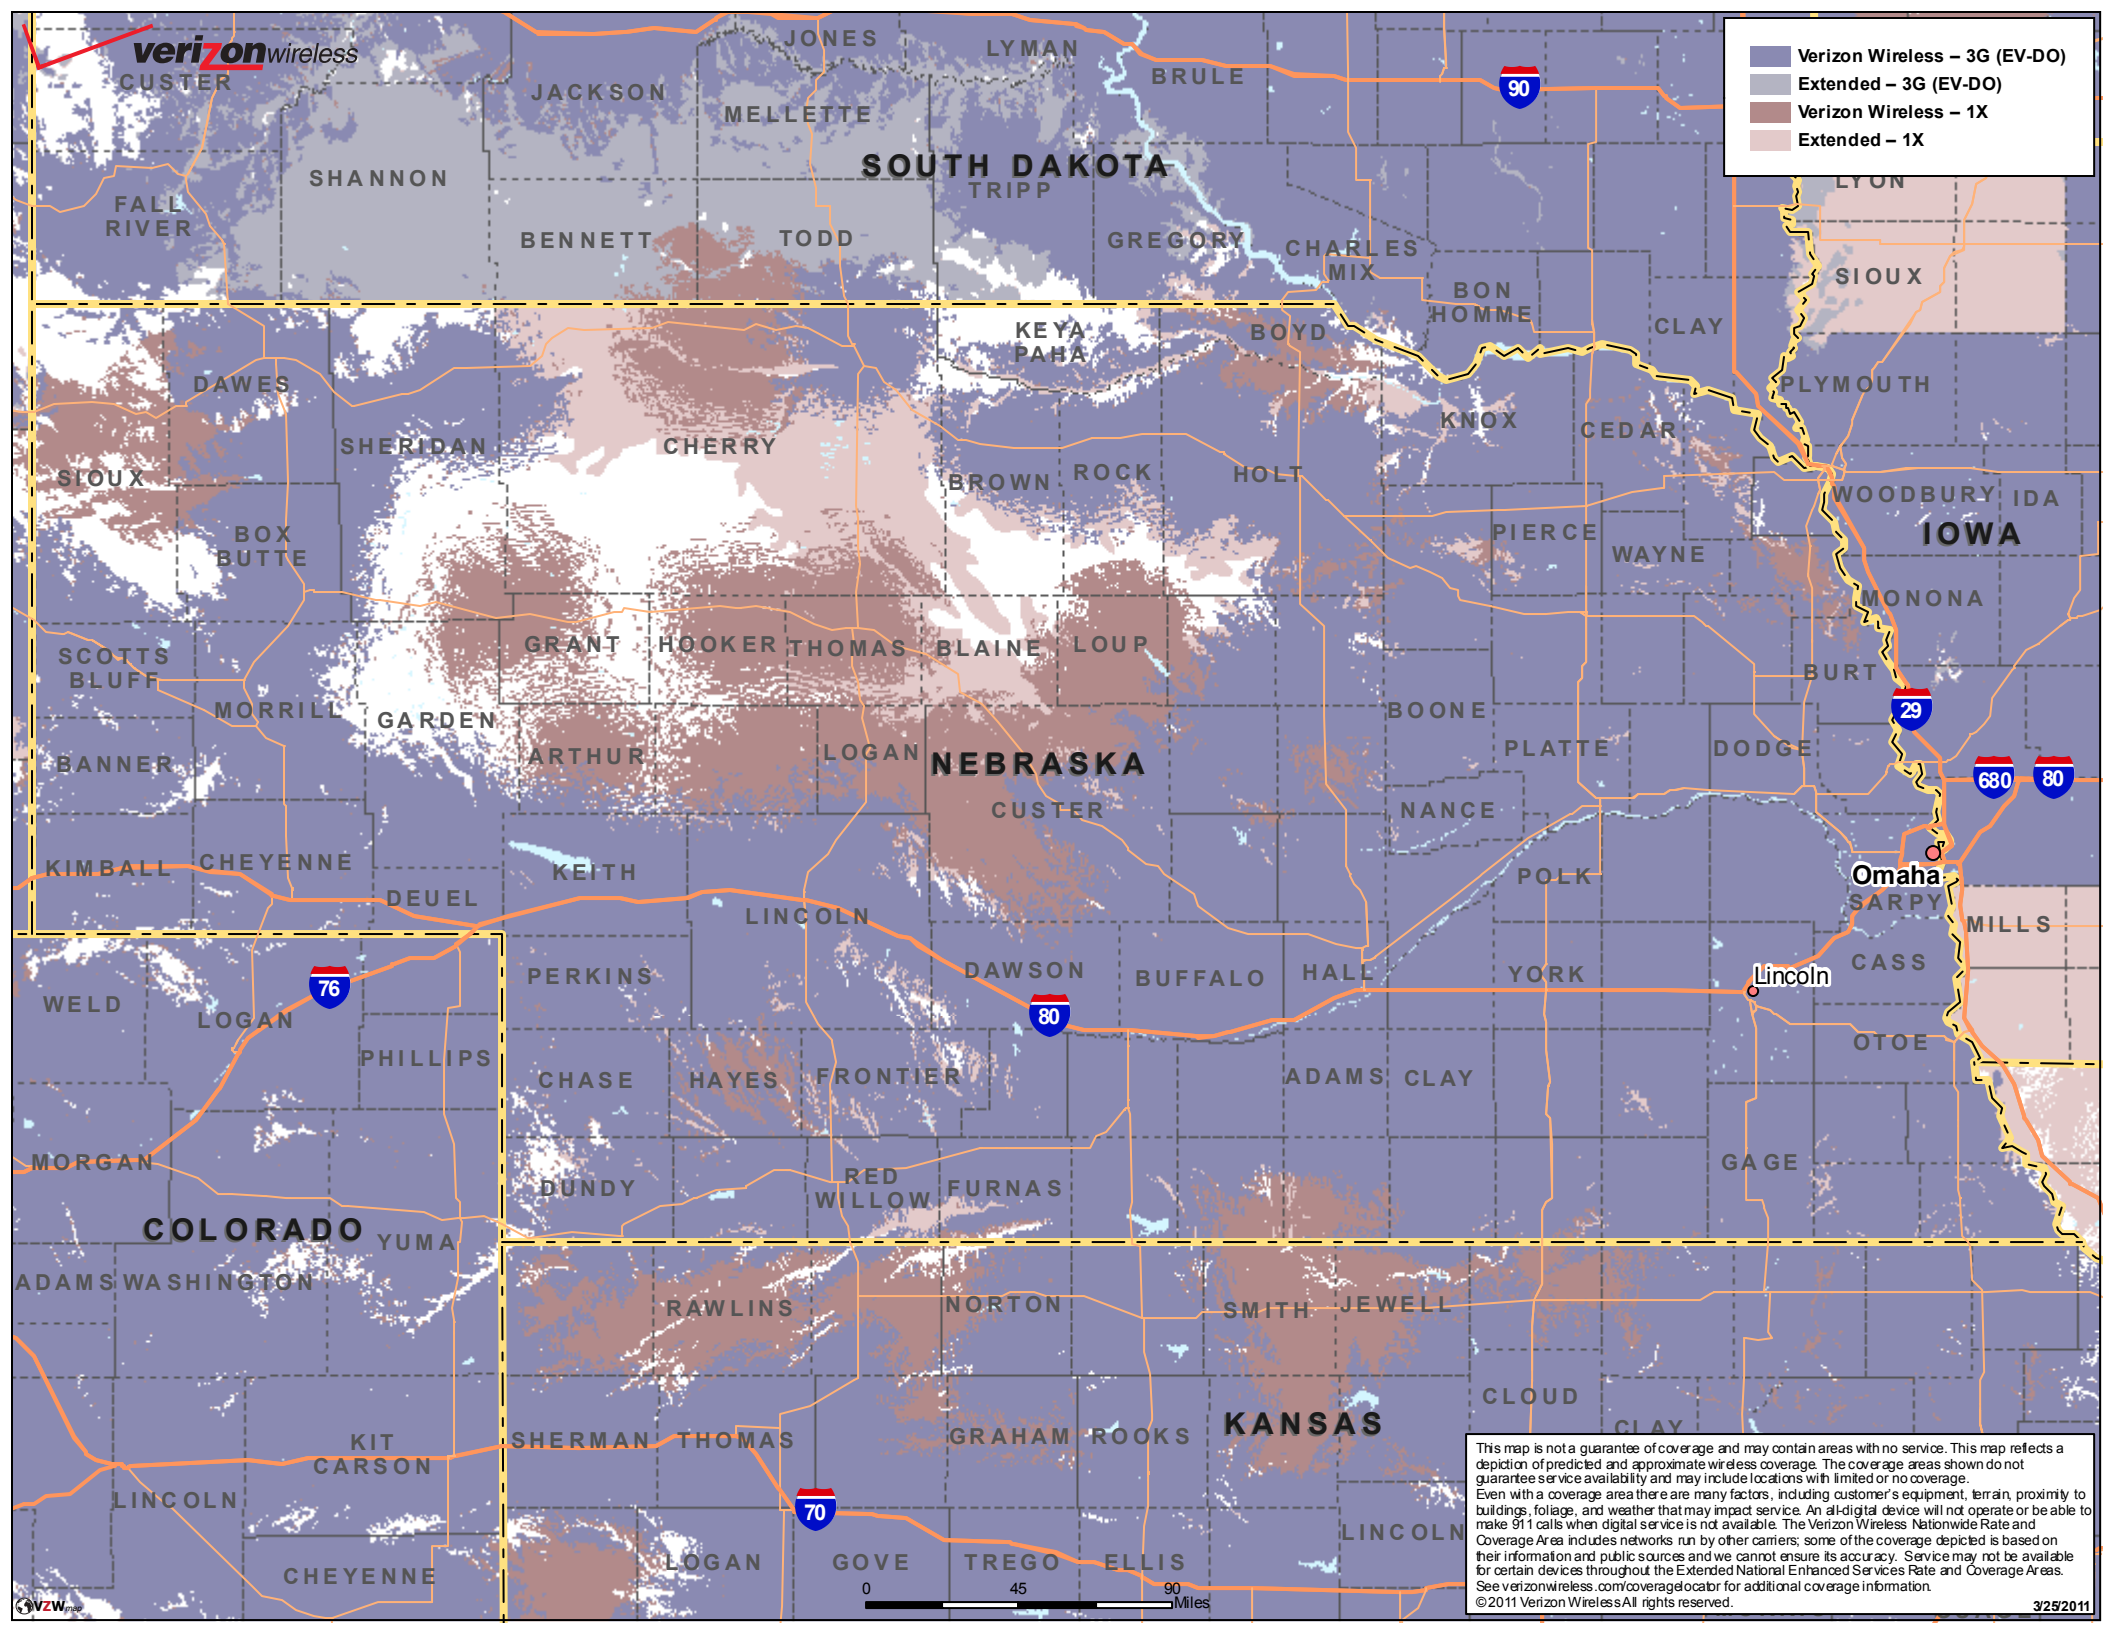 verizonwireless
Verizon Wireless – 3G (EV-DO)
Extended – 3G (EV-DO)
Verizon Wireless – 1X
Extended – 1X
CUSTER
JACKSON
JONES
LYMAN
BRULE
90
MELLETTE
SHANNON
SOUTH DAKOTA
TRIPP
LYON
FALL
RIVER
BENNETT
TODD
GREGORY
CHARLES
MIX
BON
HOMME
SIOUX
KEYA
PAHA
BOYD
CLAY
DAWES
PLYMOUTH
SHERIDAN
CHERRY
KNOX
CEDAR
SIOUX
BROWN
ROCK
HOLT
WOODBURY
IDA
BOX
BUTTE
PIERCE
WAYNE
IOWA
MONONA
SCOTTS
BLUFF
GRANT
HOOKER
THOMAS
BLAINE
LOUP
BURT
MORRILL
GARDEN
BOONE
29
BANNER
ARTHUR
LOGAN
NEBRASKA
PLATTE
DODGE
680
80
CUSTER
NANCE
KIMBALL
CHEYENNE
DEUEL
KEITH
LINCOLN
POLK
Omaha
SARPY
MILLS
WELD
LOGAN
76
PERKINS
DAWSON
80
BUFFALO
HALL
YORK
Lincoln
CASS
PHILLIPS
CHASE
HAYES
FRONTIER
ADAMS
CLAY
OTOE
MORGAN
DUNDY
RED
WILLOW
FURNAS
GAGE
COLORADO
YUMA
ADAMS
WASHINGTON
RAWLINS
NORTON
SMITH
JEWELL
CLOUD
CLAY
KIT
CARSON
SHERMAN
THOMAS
GRAHAM
ROOKS
KANSAS
LINCOLN
70
LINCOLN
CHEYENNE
LOGAN
GOVE
TREGO
ELLIS
0 45 90
Miles
VZWmap
This map is not a guarantee of coverage and may contain areas with no service. This map reflects a
depiction of predicted and approximate wireless coverage. The coverage areas shown do not
guarantee service availability and may include locations with limited or no coverage.
Even with a coverage area there are many factors, including customer's equipment, terrain, proximity to
buildings, foliage, and weather that may impact service. An all-digital device will not operate or be able to
make 911 calls when digital service is not available. The Verizon Wireless Nationwide Rate and
Coverage Area includes networks run by other carriers; some of the coverage depicted is based on
their information and public sources and we cannot ensure its accuracy. Service may not be available
for certain devices throughout the Extended National Enhanced Services Rate and Coverage Areas.
See verizonwireless.com/coveragelocator for additional coverage information.
©2011 Verizon Wireless All rights reserved.
3/25/2011